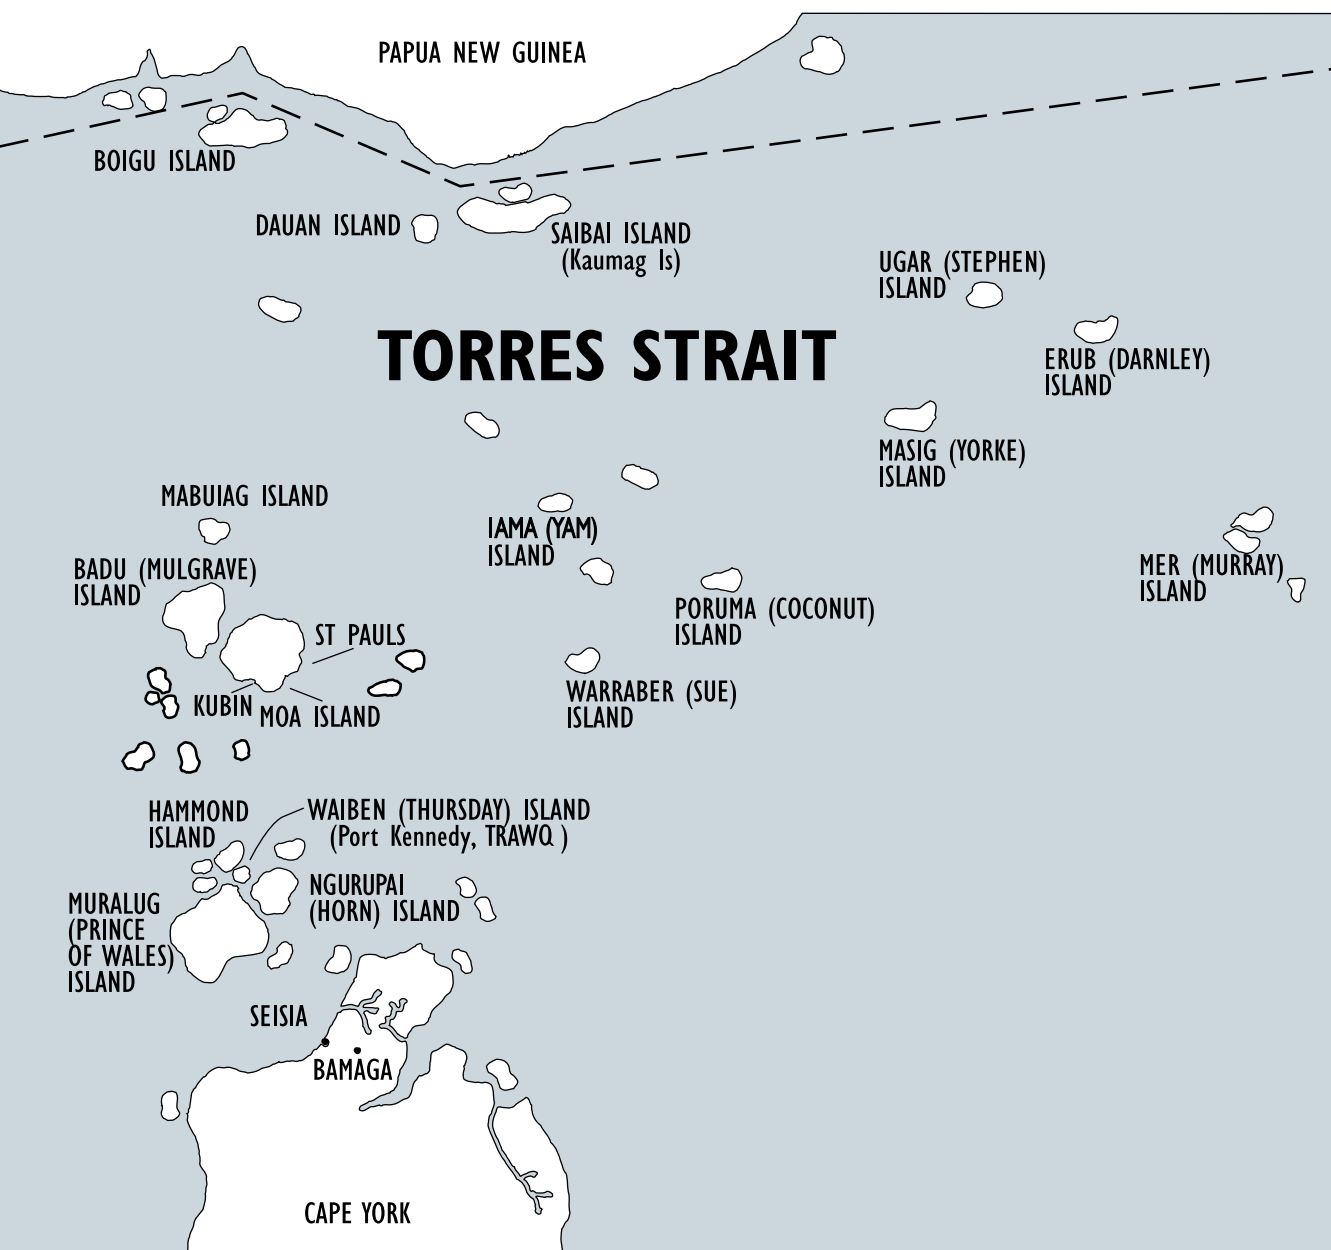 PAPUA NEW GUINEA
BOIGU ISLAND
DAUAN ISLAND
SAIBAI ISLAND
(Kaumag Is)
UGAR (STEPHEN)
ISLAND
TORRES STRAIT
ERUB (DARNLEY)
ISLAND
MASIG (YORKE)
ISLAND
MABUIAG ISLAND
IAMA (YAM)
ISLAND
BADU (MULGRAVE)
ISLAND
MER (MURRAY)
ISLAND
PORUMA (COCONUT)
ISLAND
ST PAULS
WARRABER (SUE)
ISLAND
KUBIN
MOA ISLAND
HAMMOND
ISLAND
WAIBEN (THURSDAY) ISLAND
(Port Kennedy, TRAWQ )
NGURUPAI
(HORN) ISLAND
MURALUG
(PRINCE
OF WALES)
ISLAND
SEISIA
BAMAGA
CAPE YORK